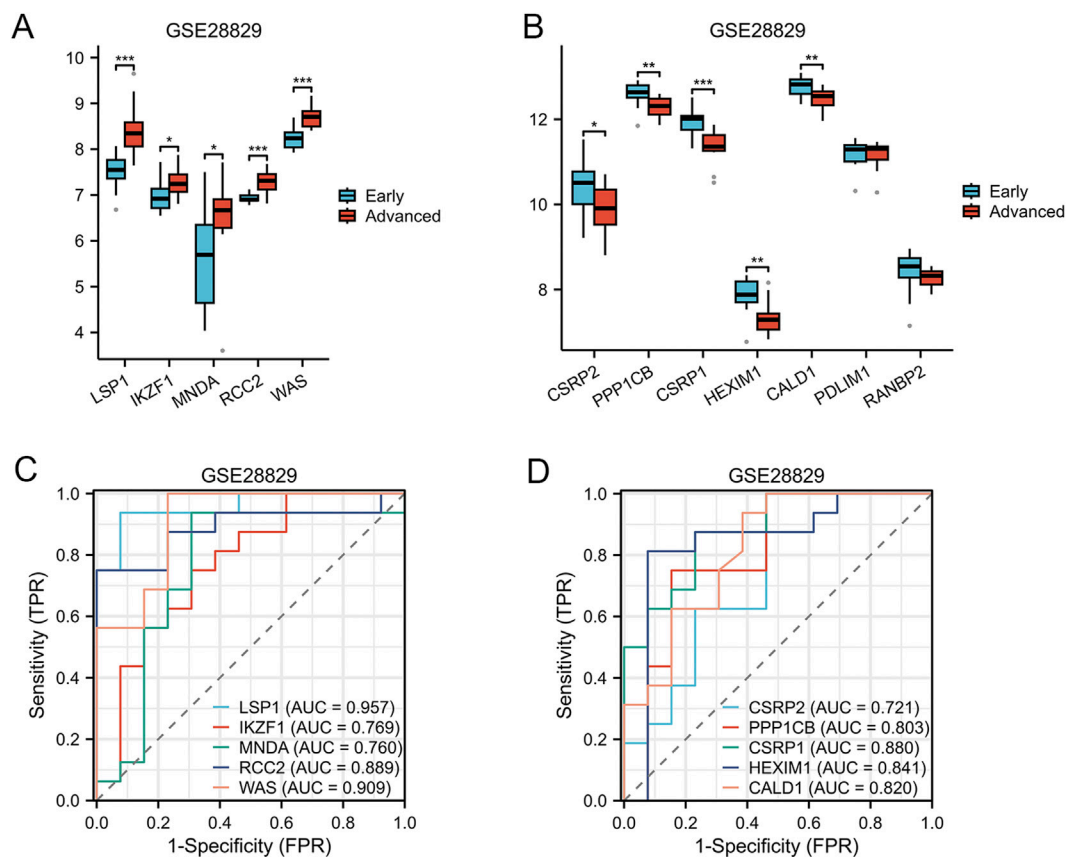 A
GSE28829
10
9
8
7
6
5
4
***
*
*
***
***
LSP1
IKZF1
MNDA
RCC2
WAS
Early
Advanced
B
GSE28829
12
10
8
*
**
***
**
**
CSRP2
PPP1CB
CSRP1
HEXIM1
CALD1
PDLIM1
RANBP2
Early
Advanced
C
GSE28829
Sensitivity (TPR)
1.0
0.8
0.6
0.4
0.2
0.0
LSP1 (AUC = 0.957)
IKZF1 (AUC = 0.769)
MNDA (AUC = 0.760)
RCC2 (AUC = 0.889)
WAS (AUC = 0.909)
0.0 0.2 0.4 0.6 0.8 1.0
1-Specificity (FPR)
D
GSE28829
Sensitivity (TPR)
1.0
0.8
0.6
0.4
0.2
0.0
CSRP2 (AUC = 0.721)
PPP1CB (AUC = 0.803)
CSRP1 (AUC = 0.880)
HEXIM1 (AUC = 0.841)
CALD1 (AUC = 0.820)
0.0 0.2 0.4 0.6 0.8 1.0
1-Specificity (FPR)